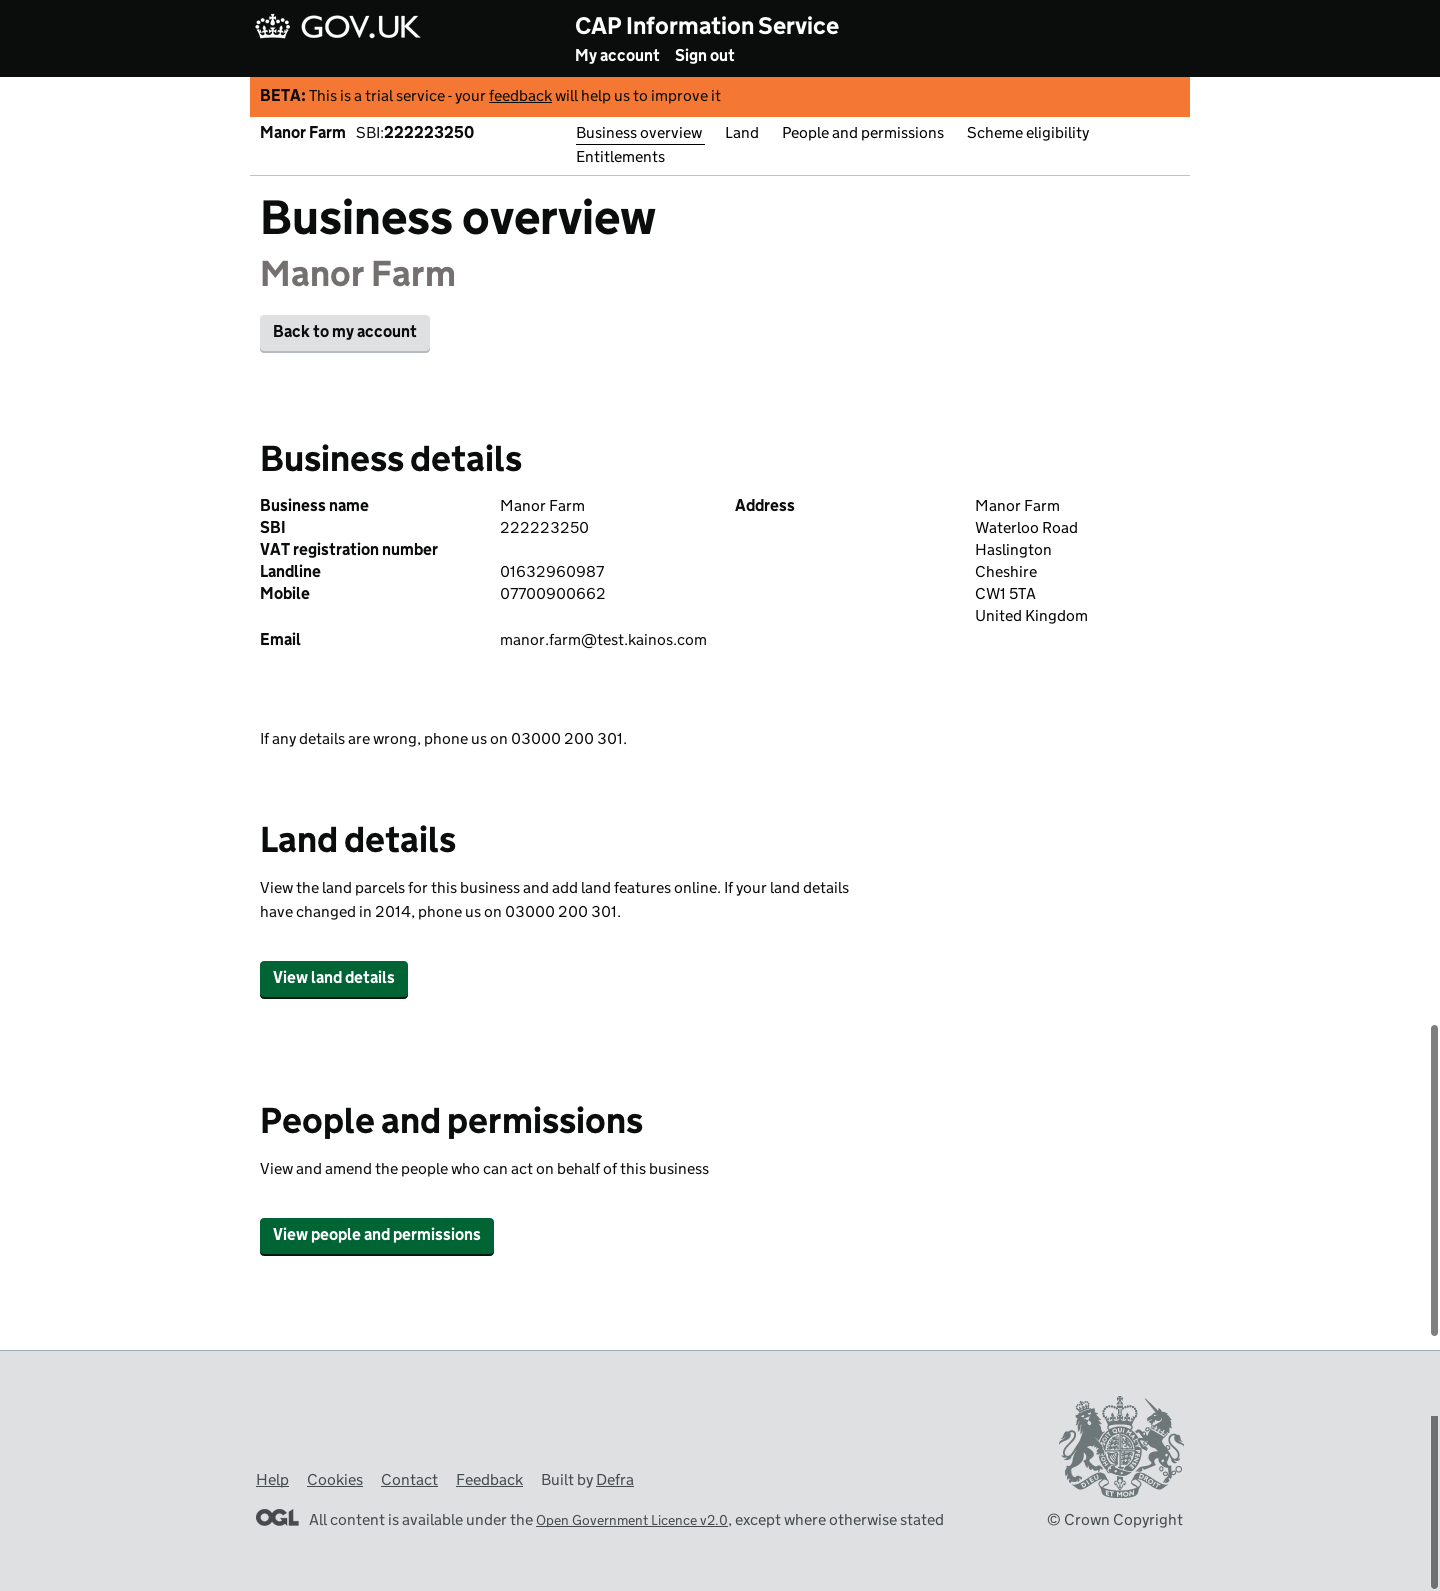 GOV.UK
CAP Information Service
My account Sign out
BETA: This is a trial service - your feedback will help us to improve it
Manor Farm SBI:222223250
Business overview Land People and permissions Scheme eligibility
Entitlements
Business overview
Manor Farm
Back to my account
Business details
Business name Manor Farm
SBI 222223250
VAT registration number
Landline 01632960987
Mobile 07700900662
Email manor.farm@test.kainos.com
Address Manor Farm
Waterloo Road
Haslington
Cheshire
CW1 5TA
United Kingdom
If any details are wrong, phone us on 03000 200 301.
Land details
View the land parcels for this business and add land features online. If your land details
have changed in 2014, phone us on 03000 200 301.
View land details
People and permissions
View and amend the people who can act on behalf of this business
View people and permissions
Help Cookies Contact Feedback Built by Defra
OGL All content is available under the Open Government Licence v2.0, except where otherwise stated
© Crown Copyright